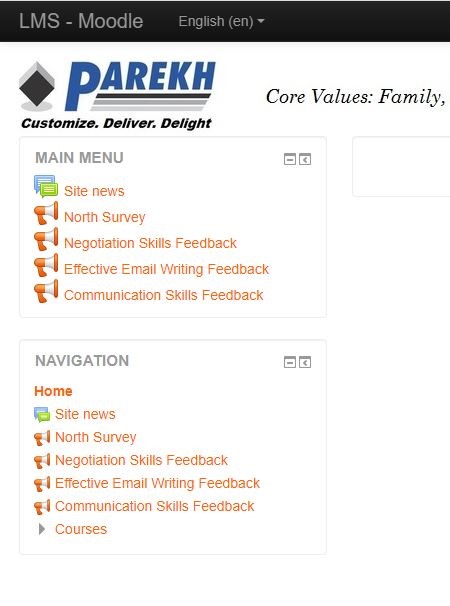 LMS - Moodle English (en)
PAREKH
Customize. Deliver. Delight
Core Values: Family,
MAIN MENU
Site news
North Survey
Negotiation Skills Feedback
Effective Email Writing Feedback
Communication Skills Feedback
NAVIGATION
Home
Site news
North Survey
Negotiation Skills Feedback
Effective Email Writing Feedback
Communication Skills Feedback
Courses